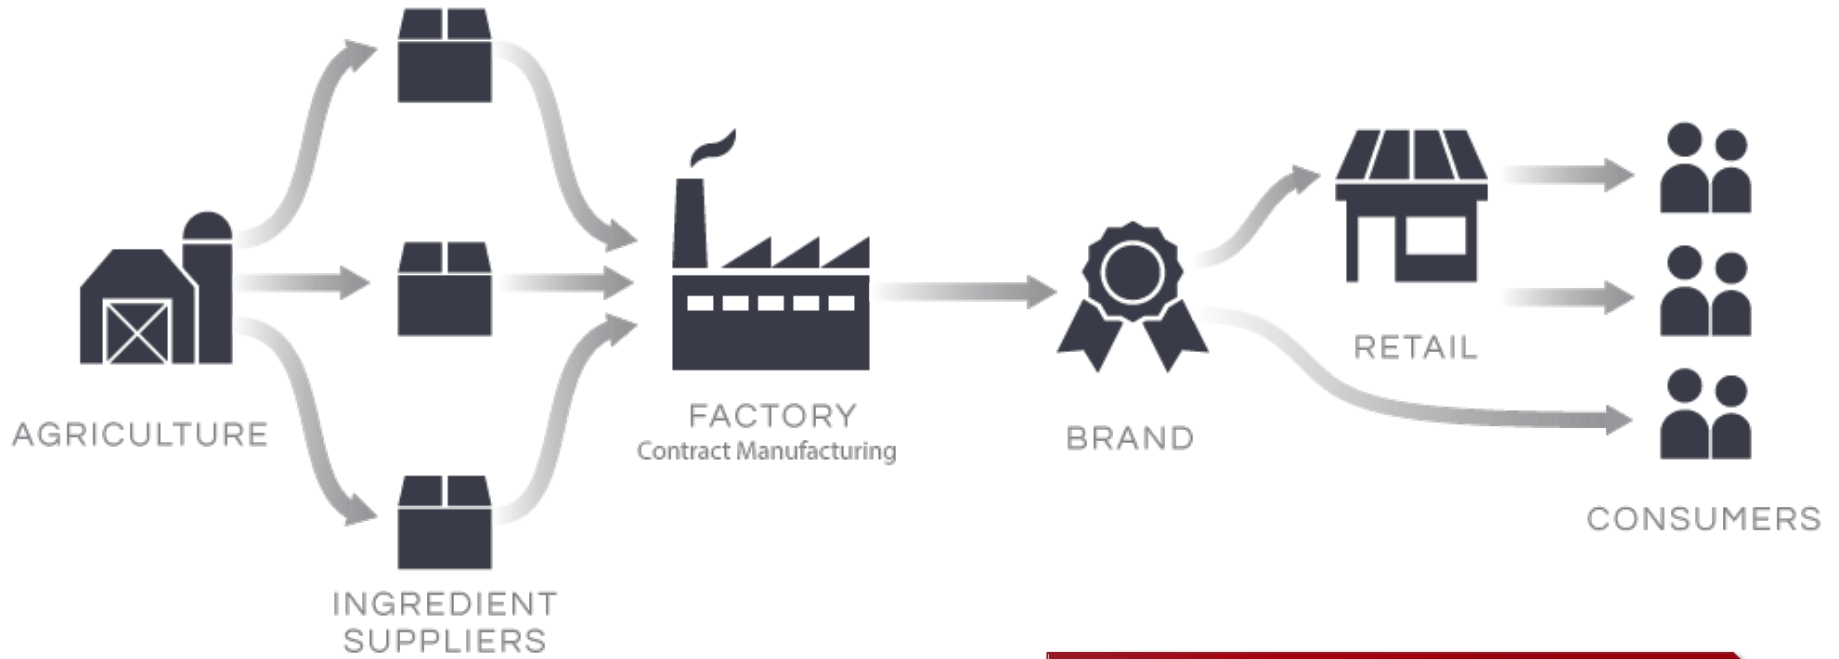 AGRICULTURE
INGREDIENT
SUPPLIERS
FACTORY
Contract Manufacturing
BRAND
RETAIL
CONSUMERS